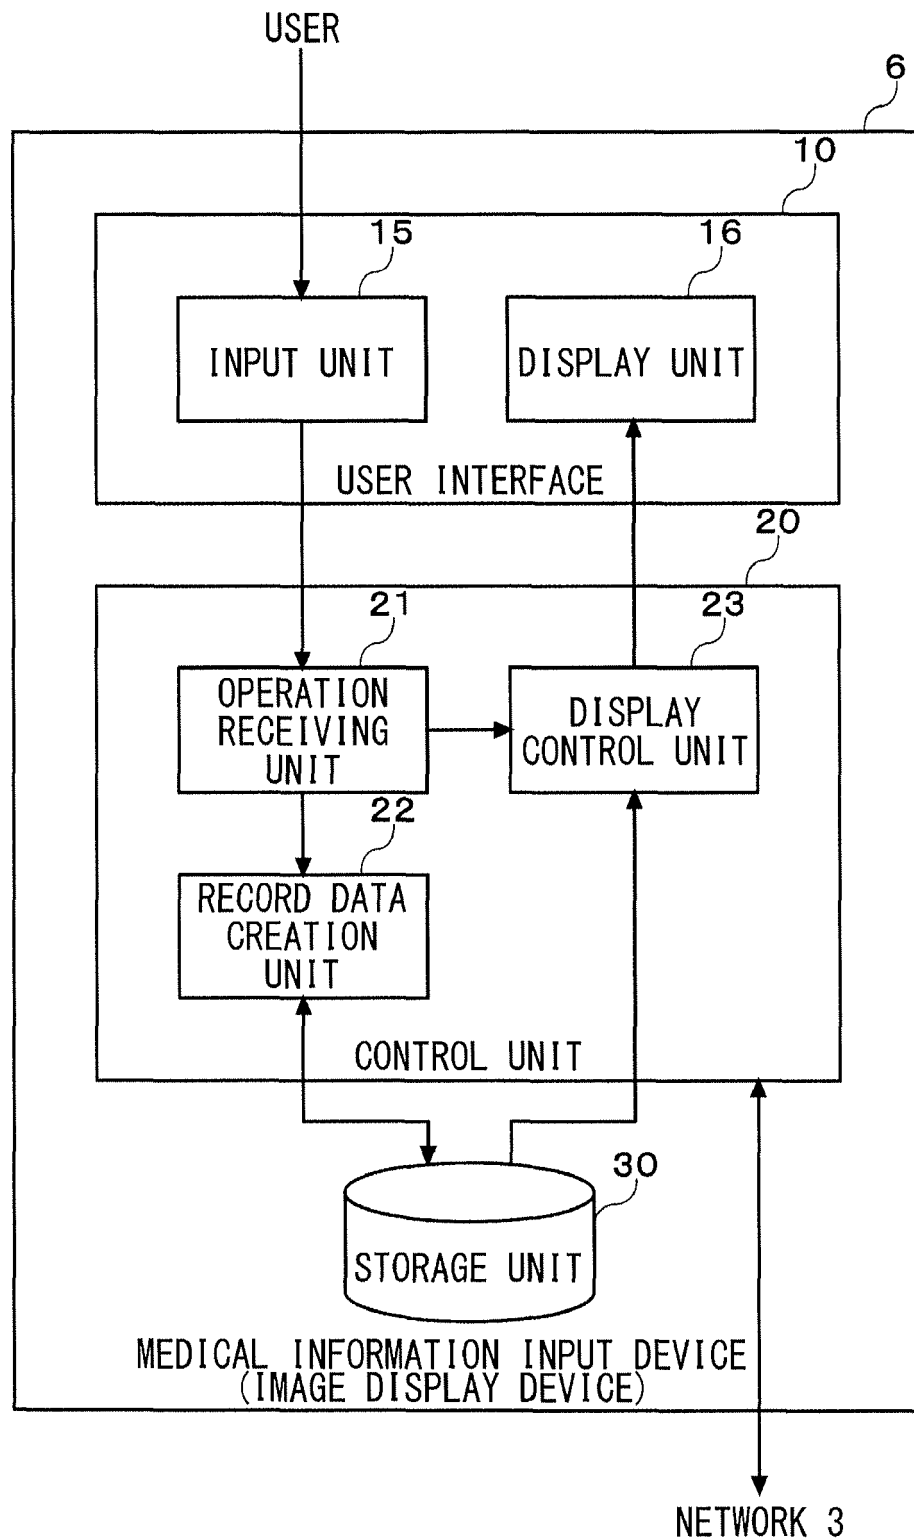 USER
6
10
15
16
INPUT UNIT
DISPLAY UNIT
USER INTERFACE
20
21
23
OPERATION
RECEIVING
UNIT
DISPLAY
CONTROL UNIT
22
RECORD DATA
CREATION
UNIT
CONTROL UNIT
30
STORAGE UNIT
MEDICAL INFORMATION INPUT DEVICE
(IMAGE DISPLAY DEVICE)
NETWORK 3